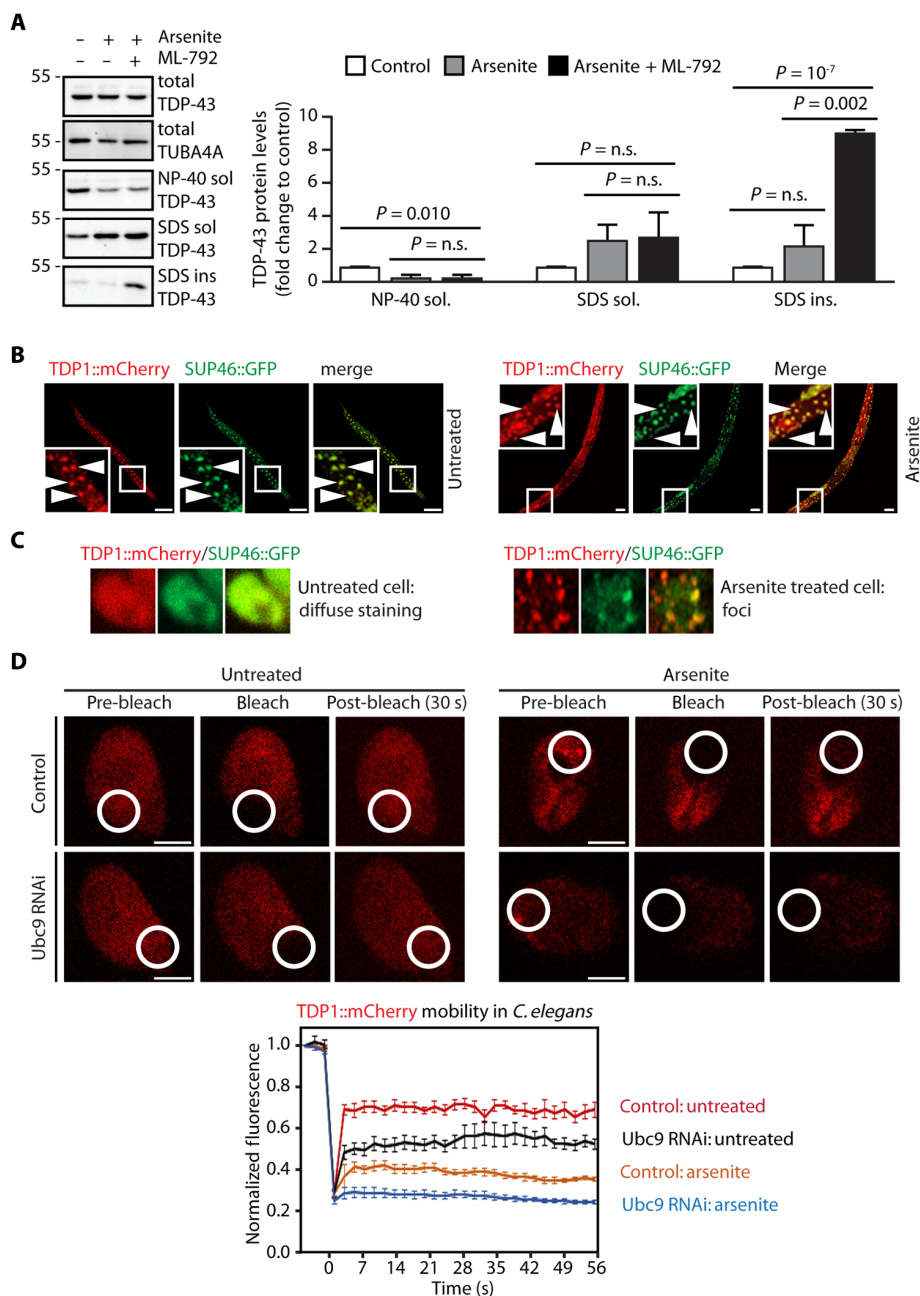 A
– + + Arsenite
– – + ML-792
55
total
TDP-43
55
total
TUBA4A
55
NP-40 sol
TDP-43
55
SDS sol
TDP-43
55
SDS ins
TDP-43
Control Arsenite Arsenite + ML-792
TDP-43 protein levels
(fold change to control)
10
8
6
4
2
0
P = 0.010
P = n.s.
P = n.s.
P = n.s.
P = 10-7
P = 0.002
P = n.s.
NP-40 sol. SDS sol. SDS ins.
B
TDP1::mCherry SUP46::GFP merge
Untreated
TDP1::mCherry SUP46::GFP Merge
Arsenite
C
TDP1::mCherry/SUP46::GFP
Untreated cell:
diffuse staining
TDP1::mCherry/SUP46::GFP
Arsenite treated cell:
foci
D
Untreated Arsenite
Pre-bleach Bleach Post-bleach (30 s) Pre-bleach Bleach Post-bleach (30 s)
Control
Ubc9 RNAi
TDP1::mCherry mobility in C. elegans
Normalized fluorescence
1.0
0.8
0.6
0.4
0.2
0.0
0 7 14 21 28 35 42 49 56
Time (s)
Control: untreated
Ubc9 RNAi: untreated
Control: arsenite
Ubc9 RNAi: arsenite